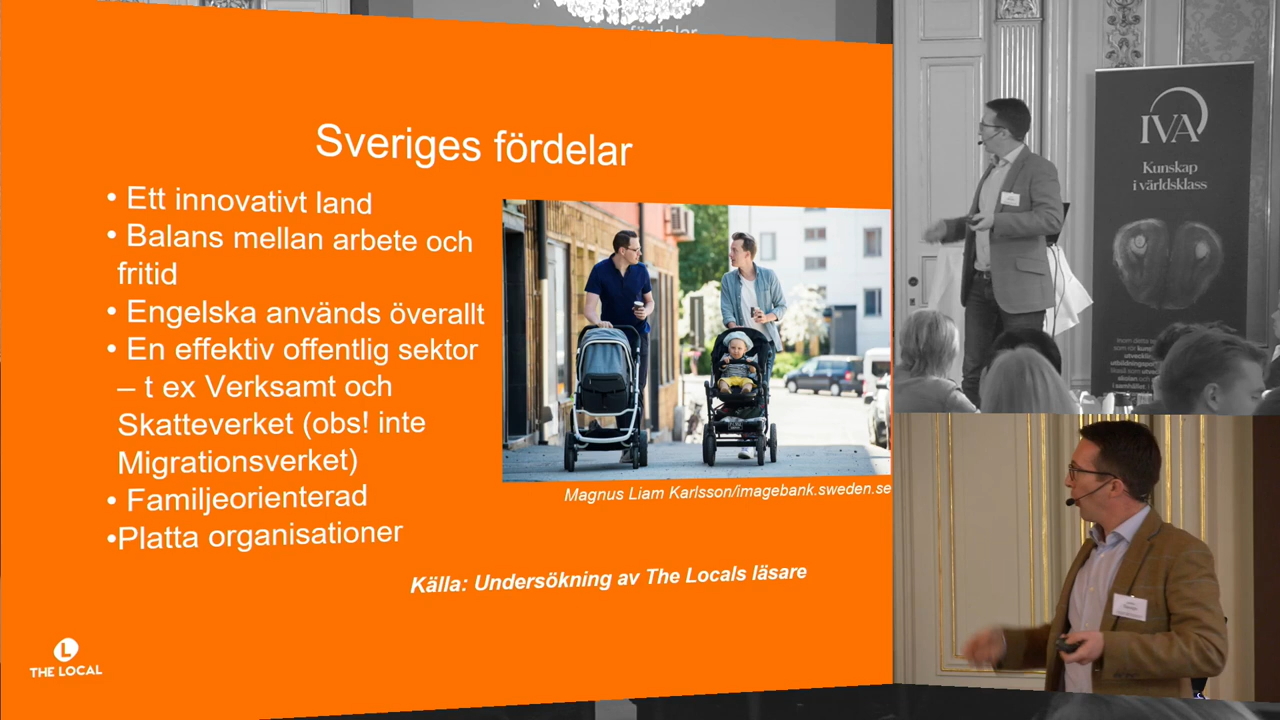 fördelar
Sveriges fördelar
• Ett innovativt land
• Balans mellan arbete och
fritid
• Engelska används överallt
• En effektiv offentlig sektor
– t ex Verksamt och
Skatteverket (obs! inte
Migrationsverket)
• Familjeorienterad
•Platta organisationer
Magnus Liam Karlsson/imagebank.sweden.se
Källa: Undersökning av The Locals läsare
L
THE LOCAL
IVA
Kunskap
i världsklass